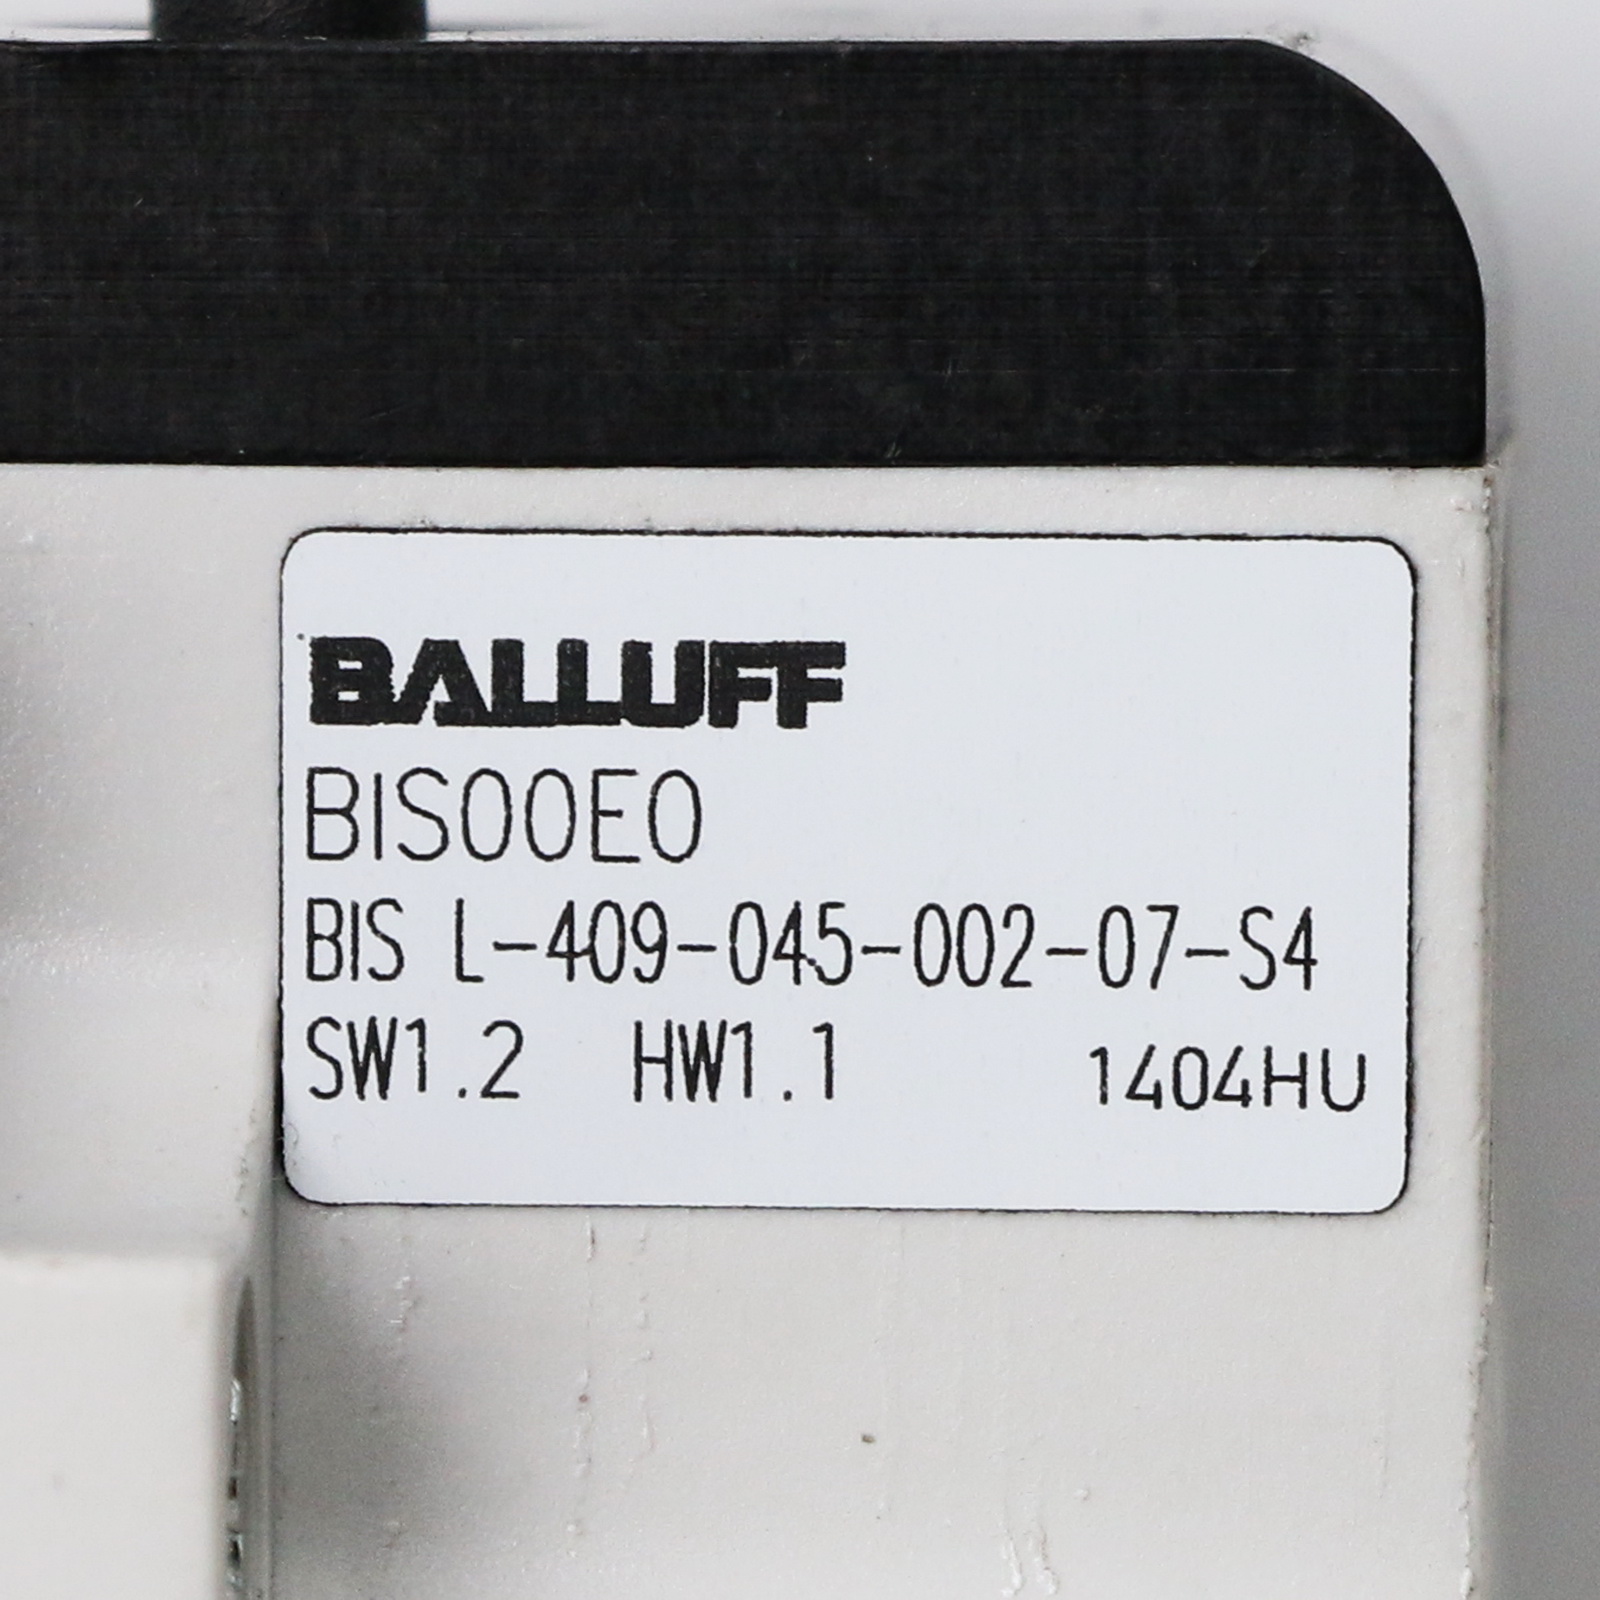 BALLUFF
BIS00E0
BIS L-409-045-002-07-S4
SW1.2 HW1.1 1404HU